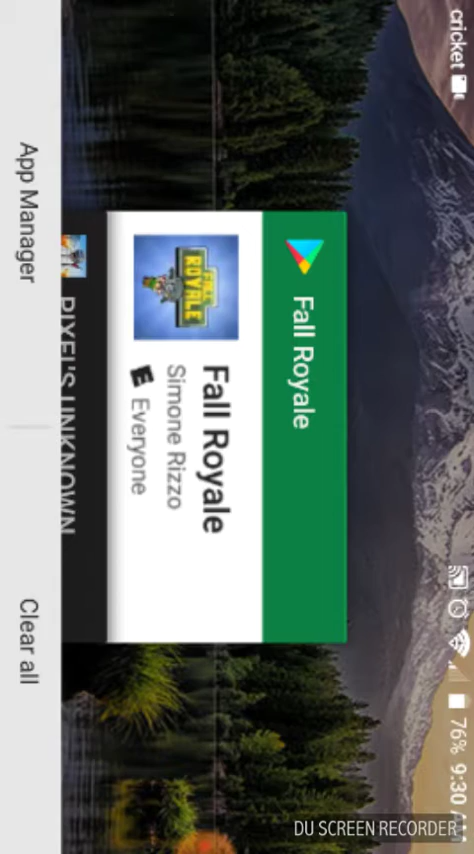 cricket
76% 9:30 AM
Fall Royale
FALL
ROYALE
Fall Royale
Simone Rizzo
E Everyone
PIXEL'S UNKNOWN
App Manager
Clear all
DU SCREEN RECORDER